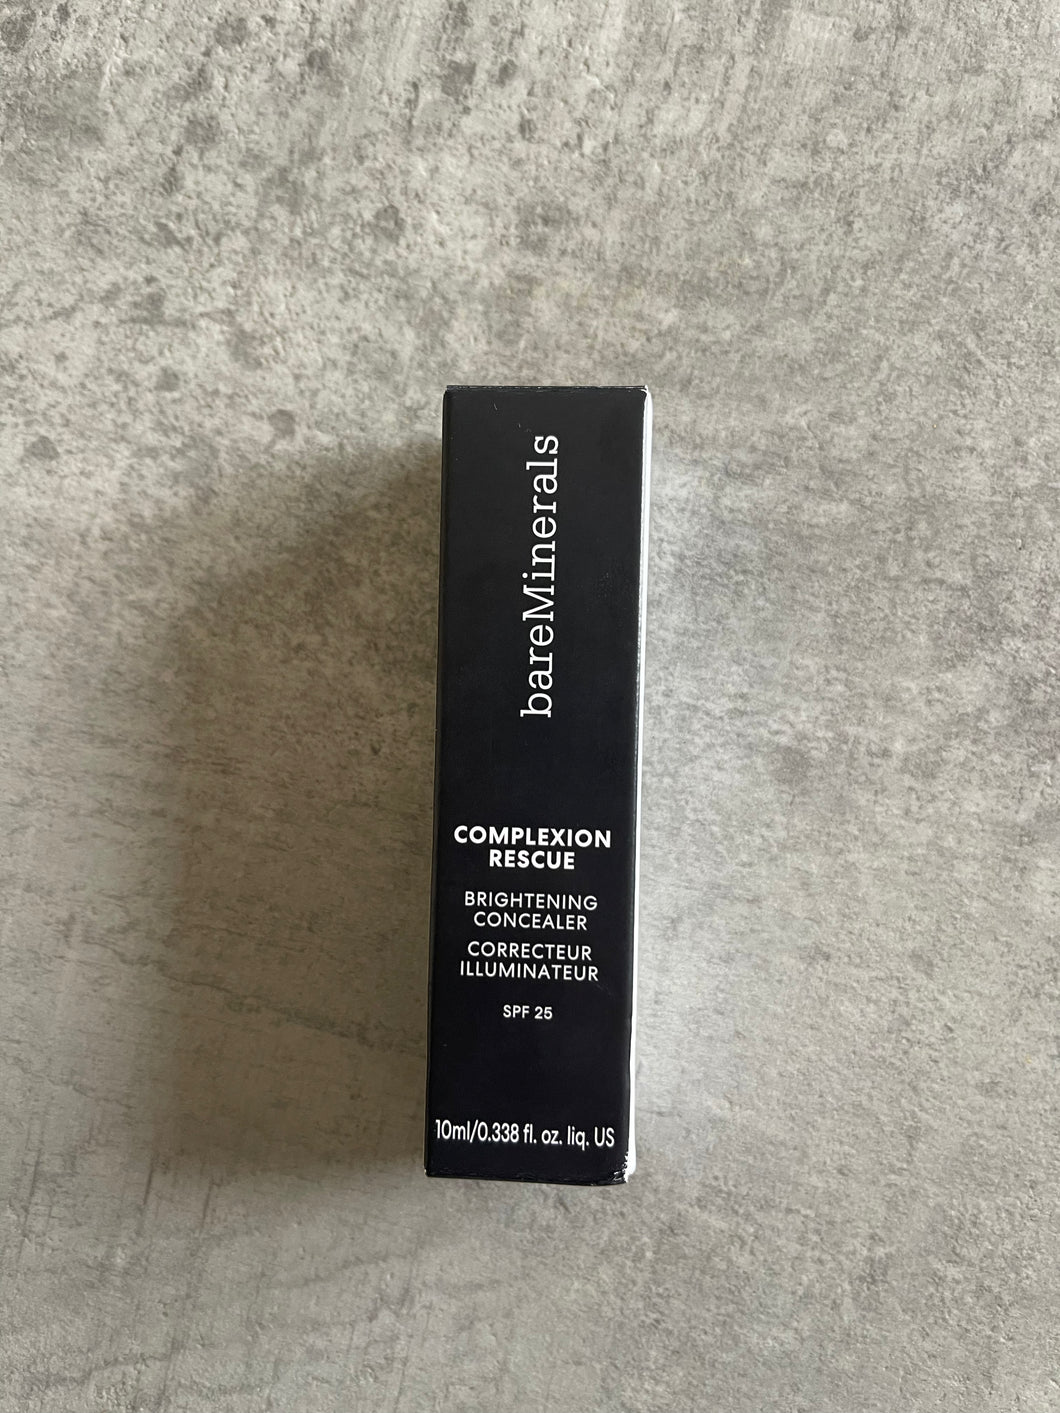 bareMinerals
COMPLEXION
RESCUE
BRIGHTENING
CONCEALER
CORRECTEUR
ILLUMINATEUR
SPF 25
10ml/0.338 fl. oz. liq. US